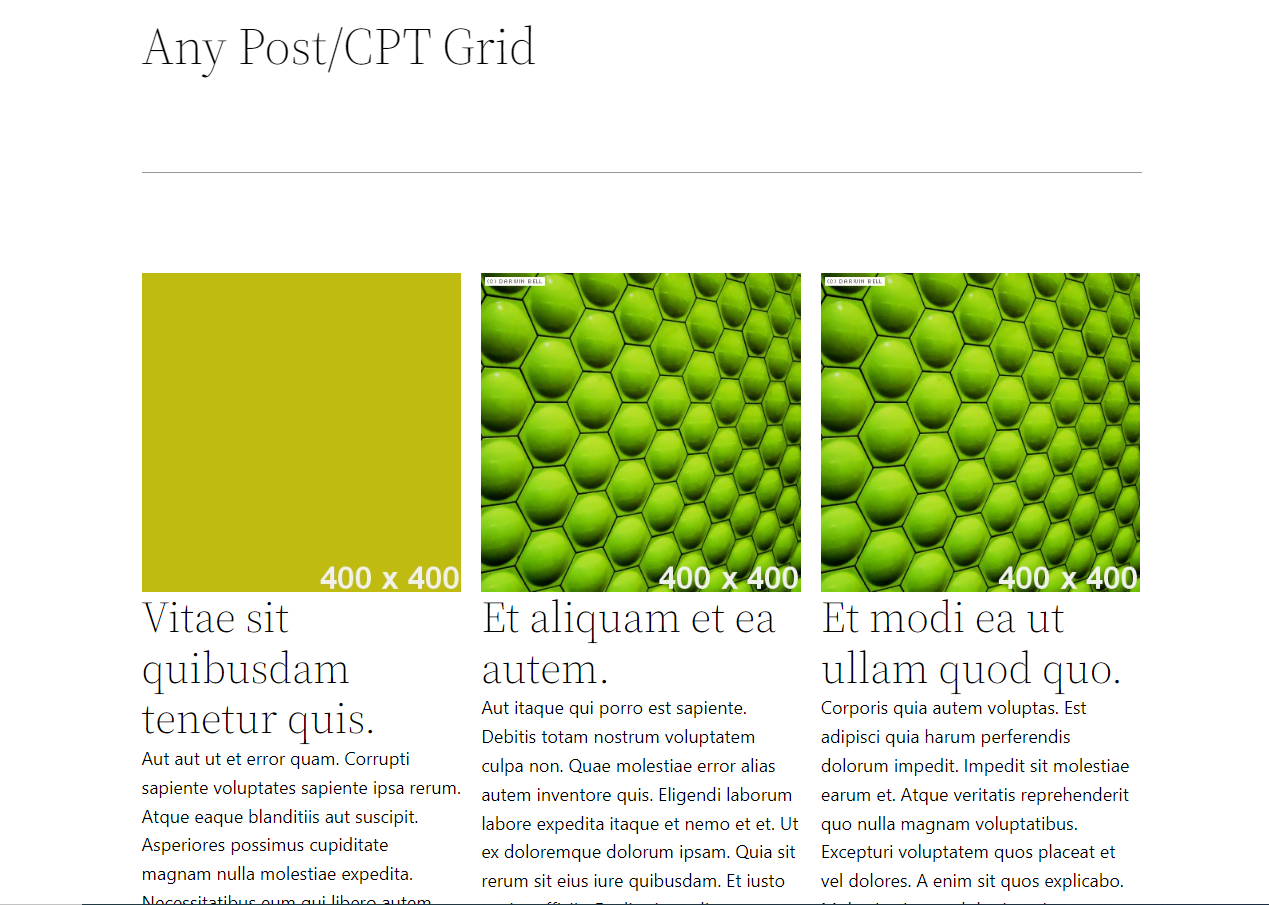 Any Post/CPT Grid
400 x 400
Vitae sit
quibusdam
tenetur quis.
Aut aut ut et error quam. Corrupti
sapiente voluptates sapiente ipsa rerum.
Atque eaque blanditiis aut suscipit.
Asperiores possimus cupiditate
magnam nulla molestiae expedita.
Necessitatibus eum qui libero autem
(C) DARWIN BELL
400 x 400
Et aliquam et ea
autem.
Aut itaque qui porro est sapiente.
Debitis totam nostrum voluptatem
culpa non. Quae molestiae error alias
autem inventore quis. Eligendi laborum
labore expedita itaque et nemo et et. Ut
ex doloremque dolorum ipsam. Quia sit
rerum sit eius iure quibusdam. Et iusto
(C) DARWIN BELL
400 x 400
Et modi ea ut
ullam quod quo.
Corporis quia autem voluptas. Est
adipisci quia harum perferendis
dolorum impedit. Impedit sit molestiae
earum et. Atque veritatis reprehenderit
quo nulla magnam voluptatibus.
Excepturi voluptatem quos placeat et
vel dolores. A enim sit quos explicabo.